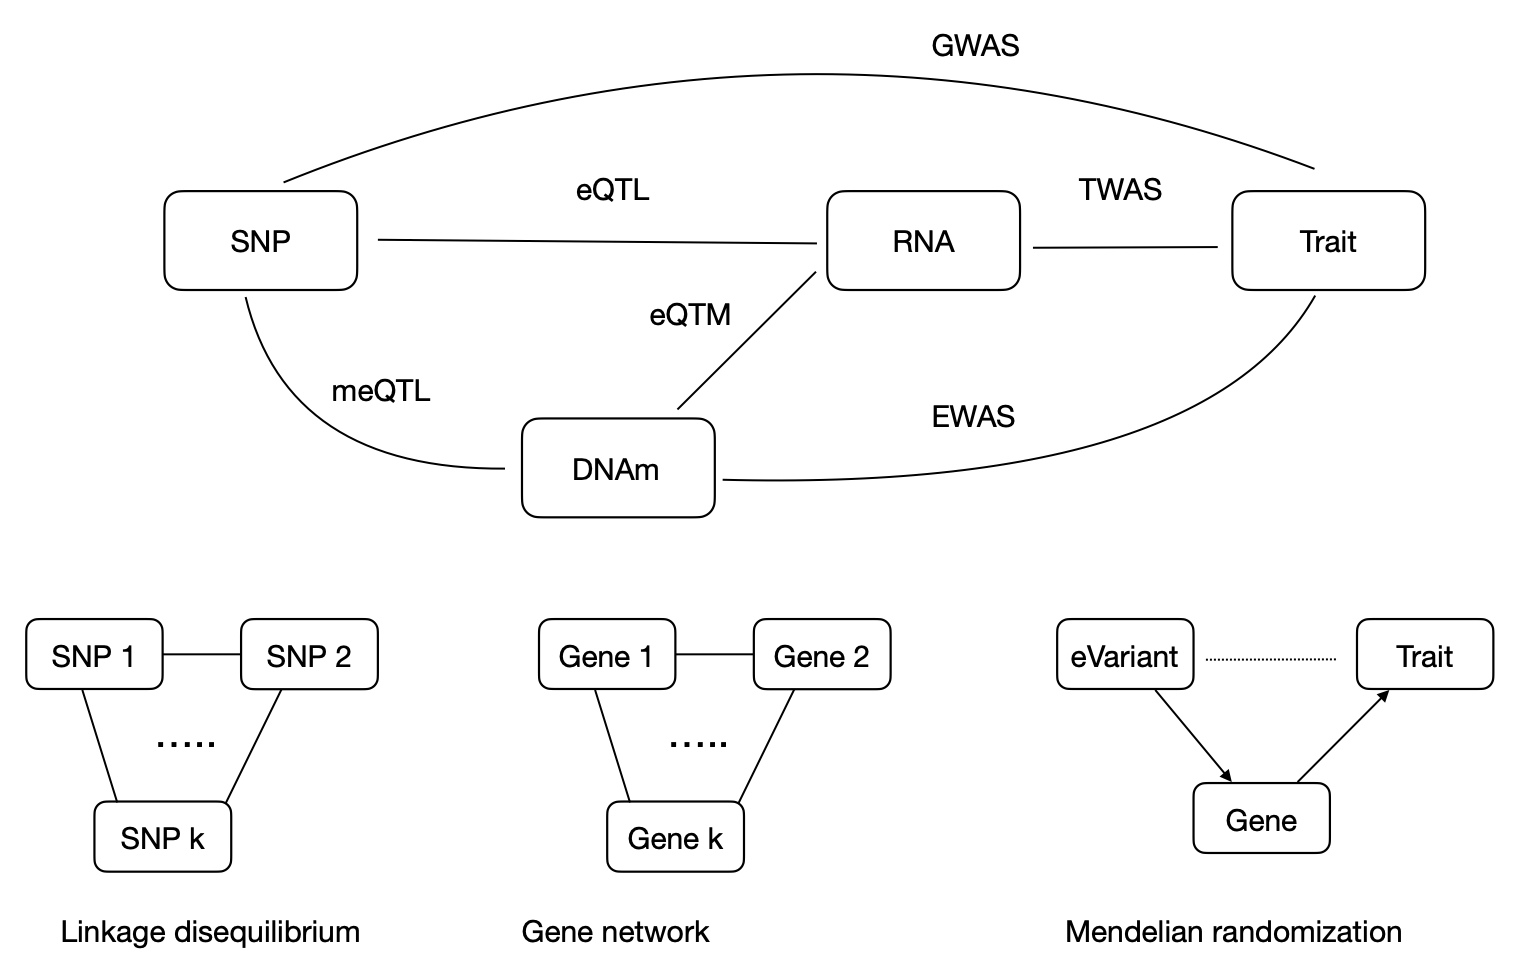 GWAS
eQTL
TWAS
SNP
RNA
Trait
eQTM
meQTL
EWAS
DNAm
SNP 1
SNP 2
.....
SNP k
Linkage disequilibrium
Gene 1
Gene 2
.....
Gene k
Gene network
eVariant
Trait
Gene
Mendelian randomization